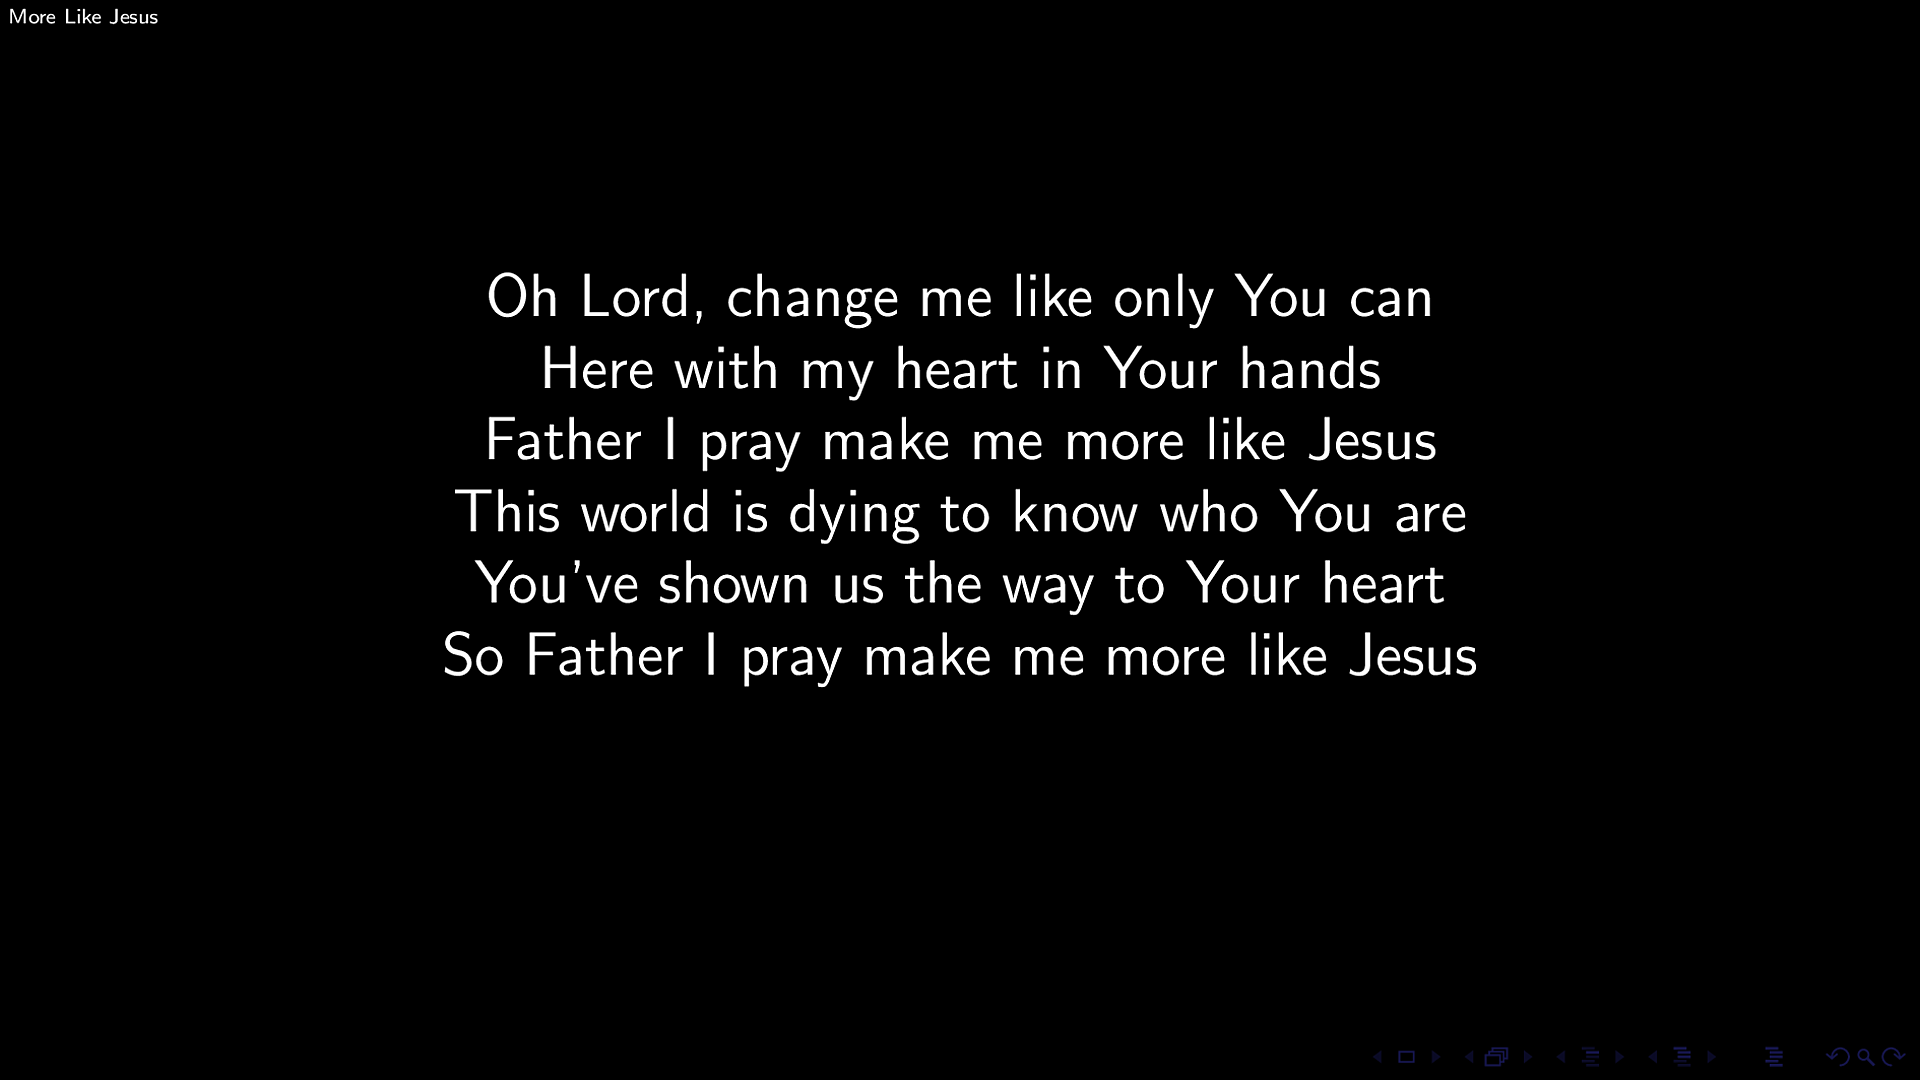 More Like Jesus
Oh Lord, change me like only You can
Here with my heart in Your hands
Father I pray make me more like Jesus
This world is dying to know who You are
You've shown us the way to Your heart
So Father I pray make me more like Jesus